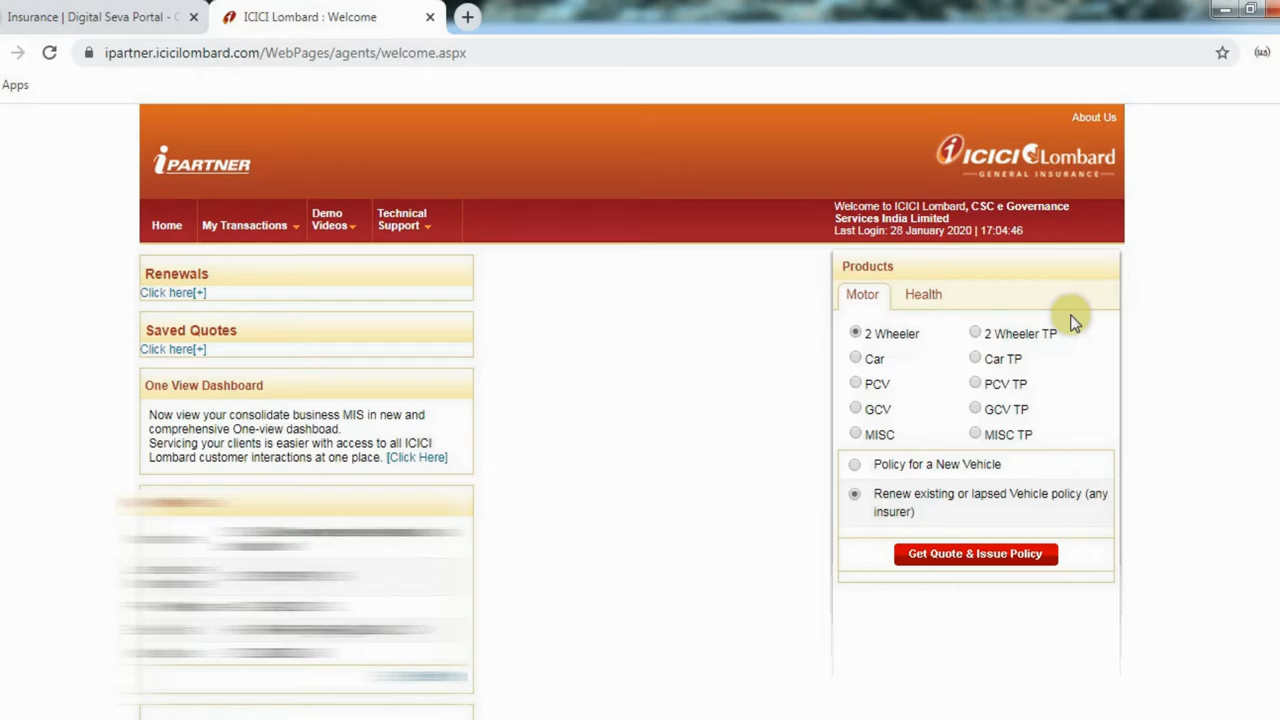 Insurance | Digital Seva Portal - C
ICICI Lombard : Welcome
ipartner.icicilombard.com/WebPages/agents/welcome.aspx
Apps
About Us
iPARTNER
ICICI Lombard
GENERAL INSURANCE
Home
My Transactions
Demo
Videos
Technical
Support
Welcome to ICICI Lombard, CSC e Governance
Services India Limited
Last Login: 28 January 2020 | 17:04:46
Renewals
Click here[+]
Saved Quotes
Click here[+]
One View Dashboard
Now view your consolidate business MIS in new and
comprehensive One-view dashboad.
Servicing your clients is easier with access to all ICICI
Lombard customer interactions at one place. [Click Here]
Products
Motor Health
2 Wheeler 2 Wheeler TP
Car Car TP
PCV PCV TP
GCV GCV TP
MISC MISC TP
Policy for a New Vehicle
Renew existing or lapsed Vehicle policy (any
insurer)
Get Quote & Issue Policy